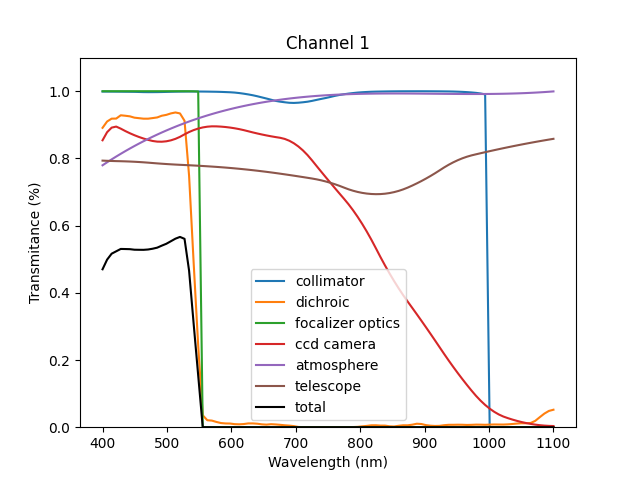 Channel 1
Transmitance (%)
1.0
0.8
0.6
0.4
0.2
0.0
collimator
dichroic
focalizer optics
ccd camera
atmosphere
telescope
total
400 500 600 700 800 900 1000 1100
Wavelength (nm)